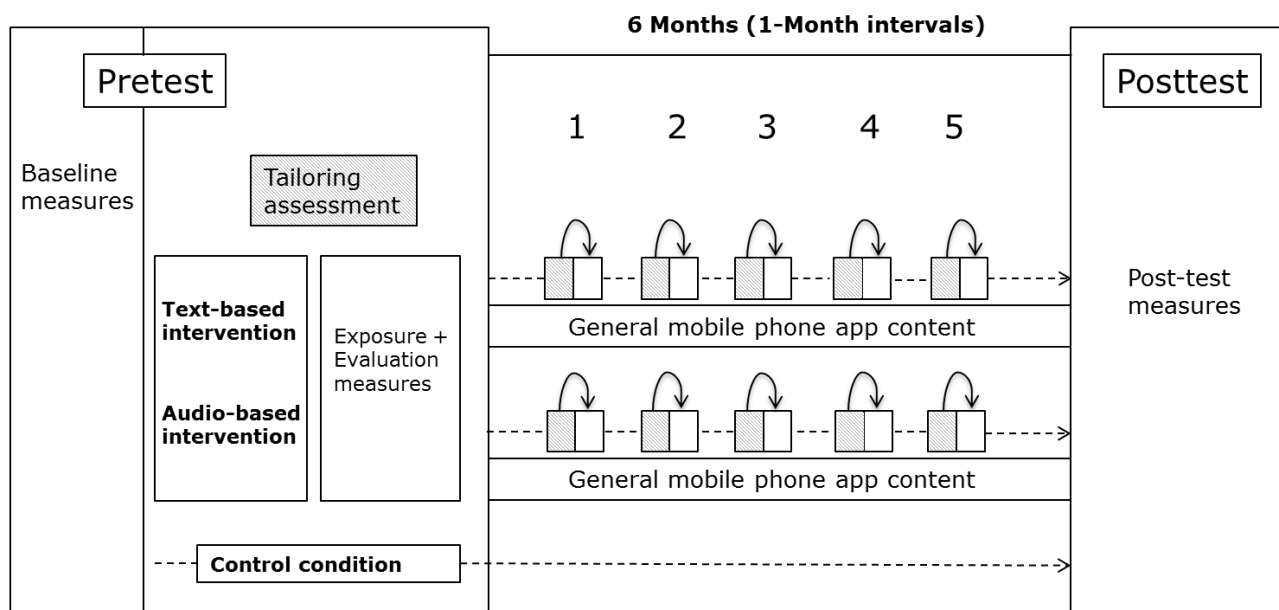 6 Months (1-Month intervals)
Pretest
Posttest
1 2 3 4 5
Baseline
measures
Tailoring
assessment
Text-based
intervention
Audio-based
intervention
Exposure +
Evaluation
measures
General mobile phone app content
General mobile phone app content
Post-test
measures
Control condition